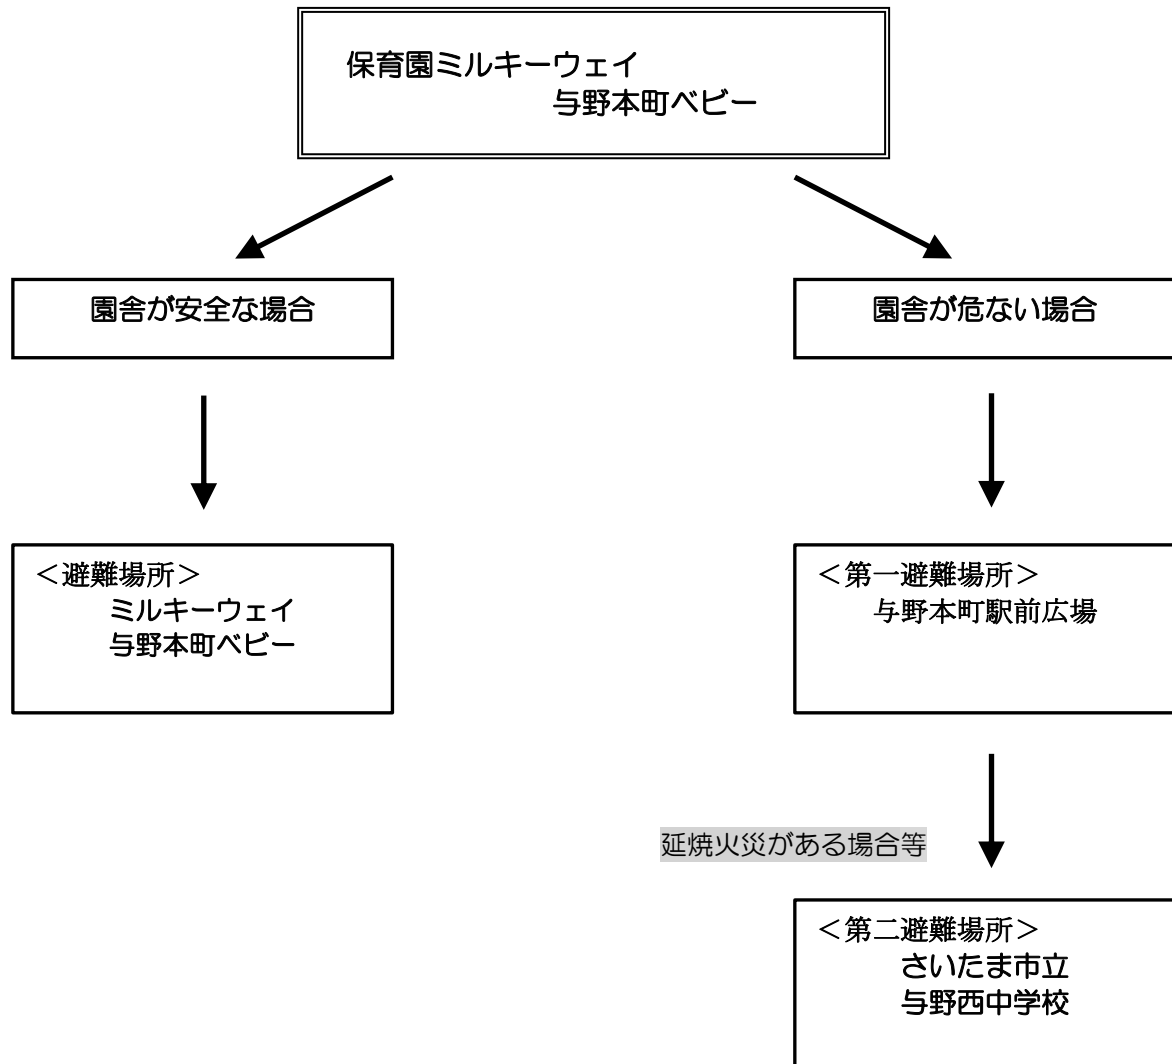 保育園ミルキーウェイ
与野本町ベビー
園舎が安全な場合
園舎が危ない場合
＜避難場所＞
ミルキーウェイ
与野本町ベビー
＜第一避難場所＞
与野本町駅前広場
延焼火災がある場合等
＜第二避難場所＞
さいたま市立
与野西中学校